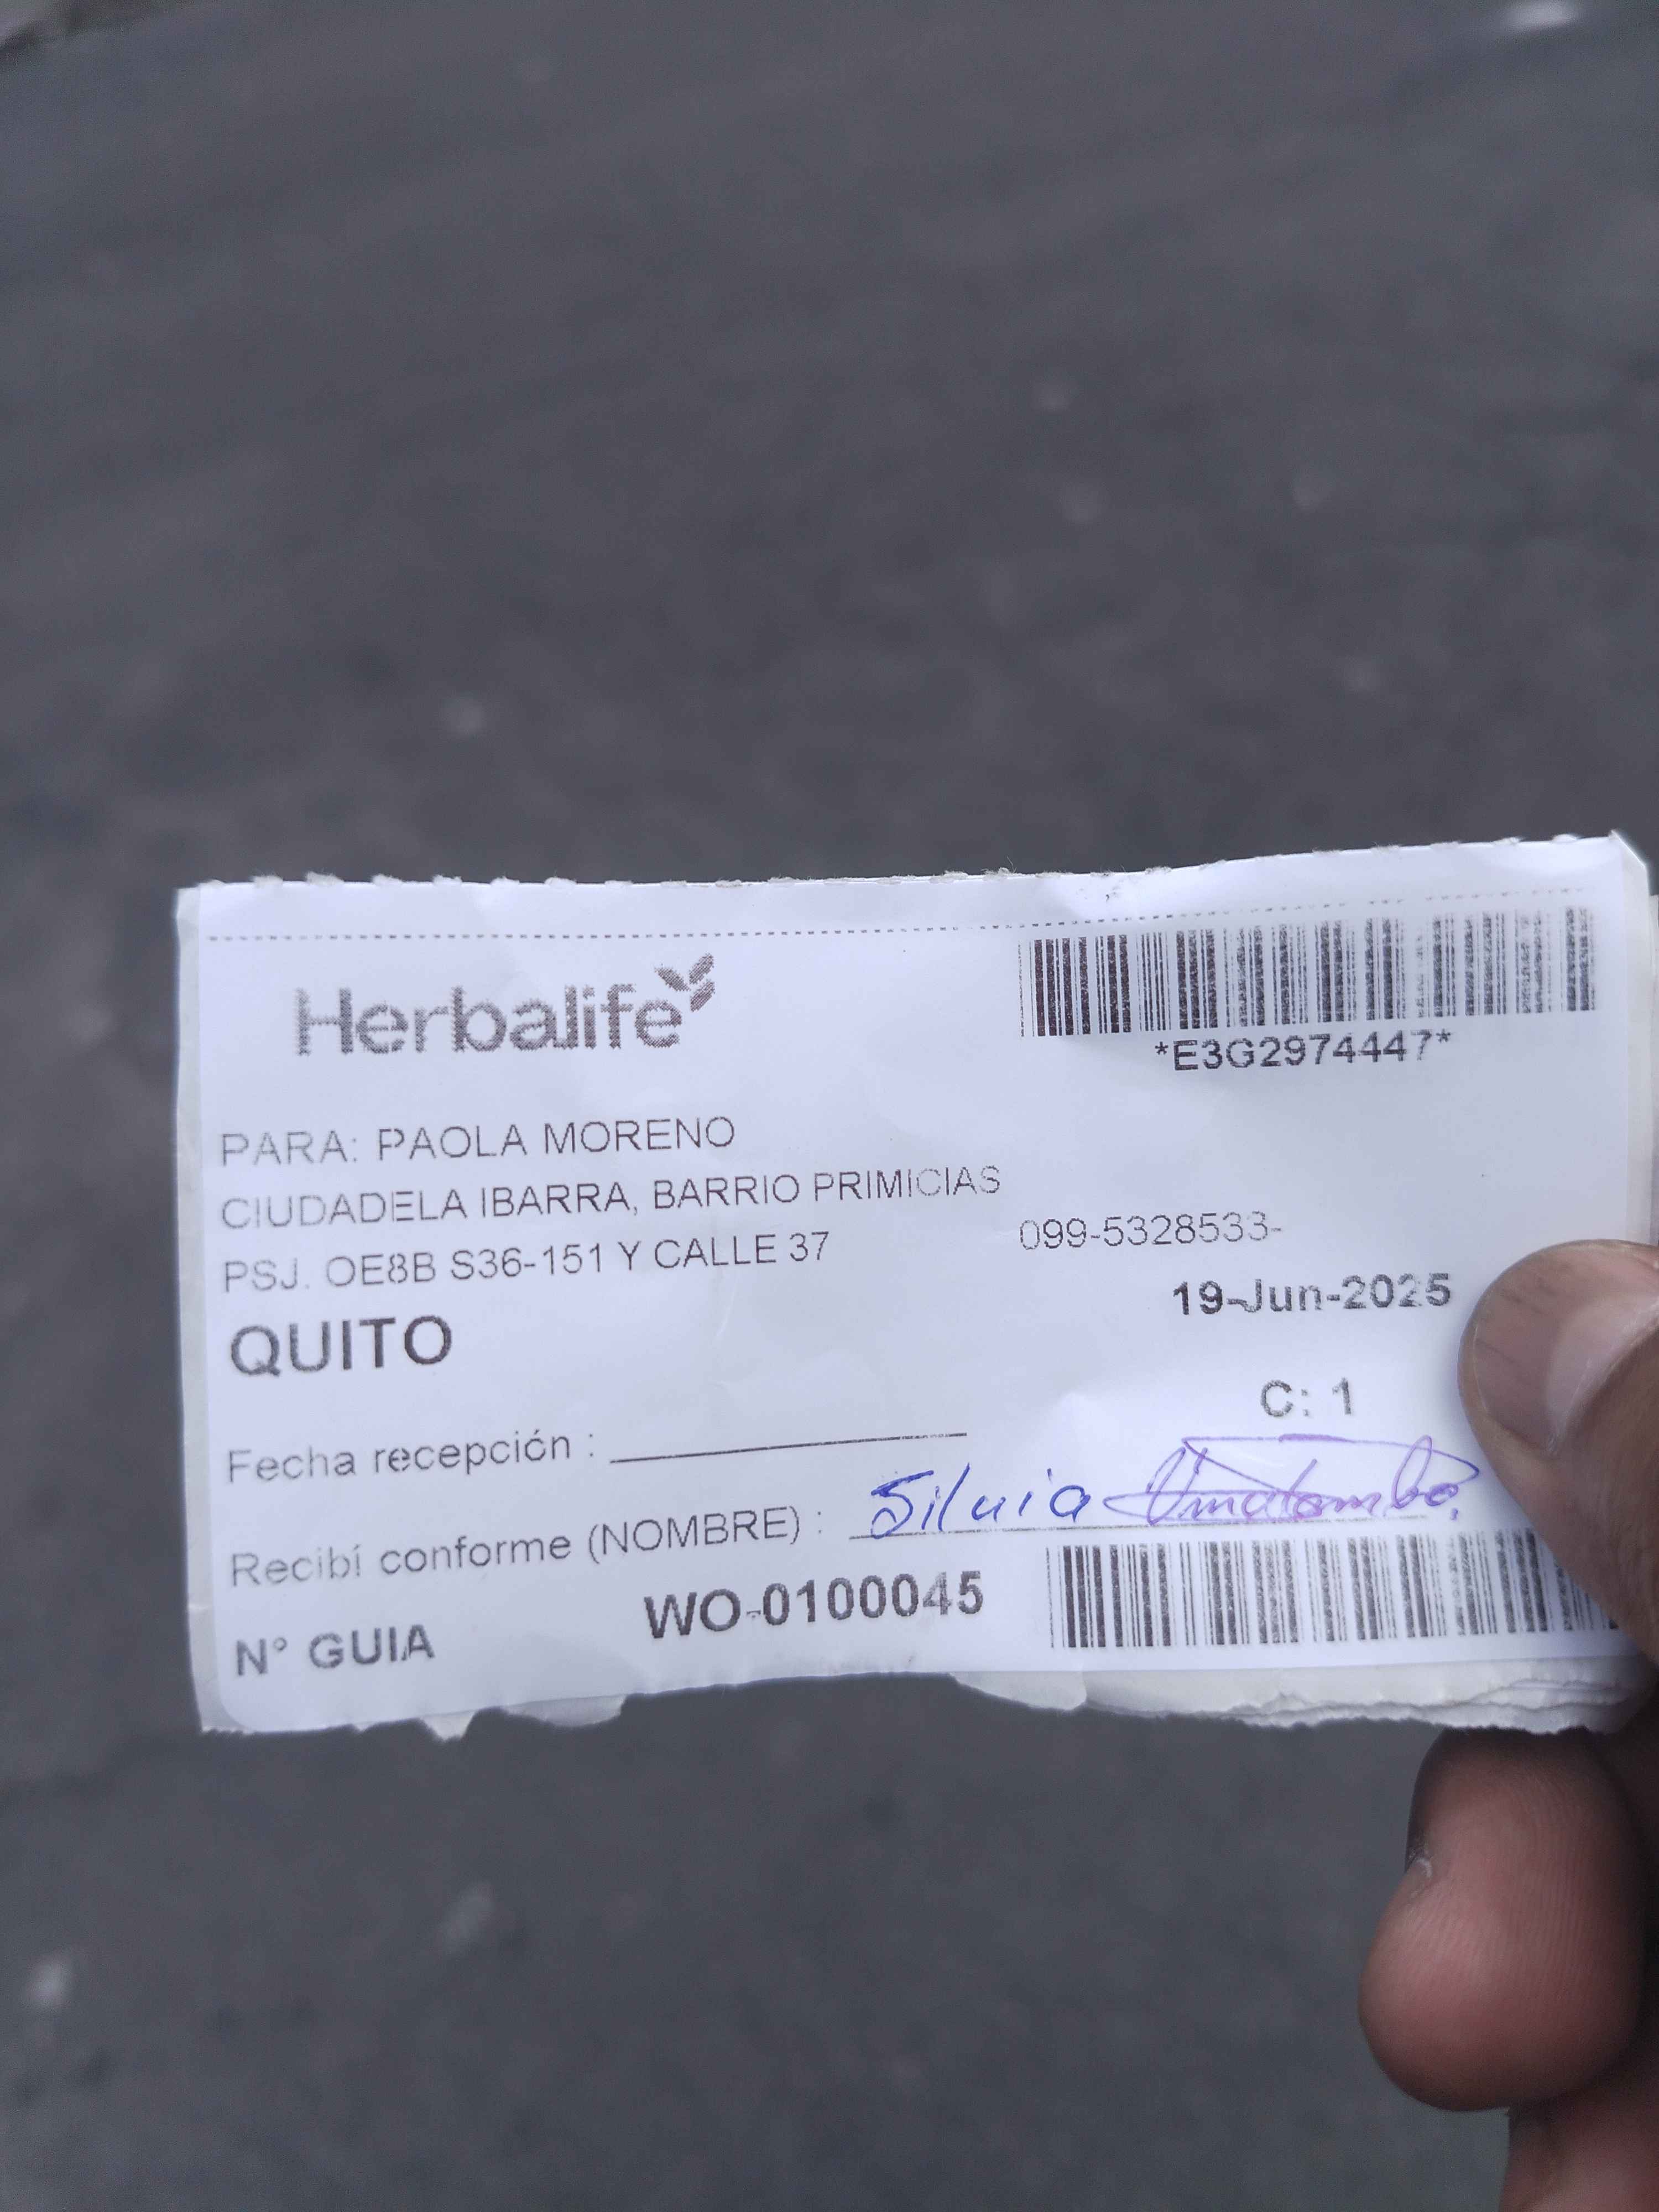 Herbalife
*E3G2974447*
PARA: PAOLA MORENO
CIUDADELA IBARRA, BARRIO PRIMICIAS
099-5328533-
PSJ. OE8B S36-151 Y CALLE 37
19-Jun-2025
QUITO
C: 1
Fecha recepción :
Recibí conforme (NOMBRE) : Silvia
N° GUIA WO-0100045